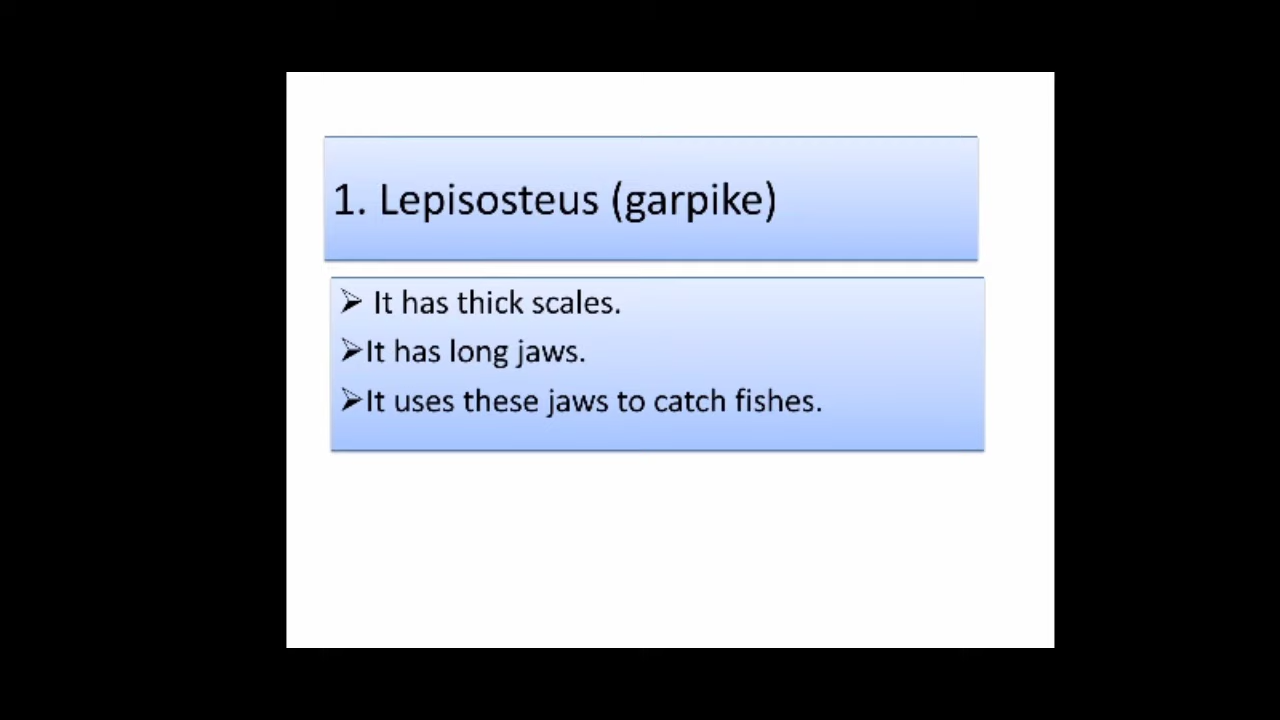 1. Lepisosteus (garpike)
➢ It has thick scales.
➢It has long jaws.
➢It uses these jaws to catch fishes.